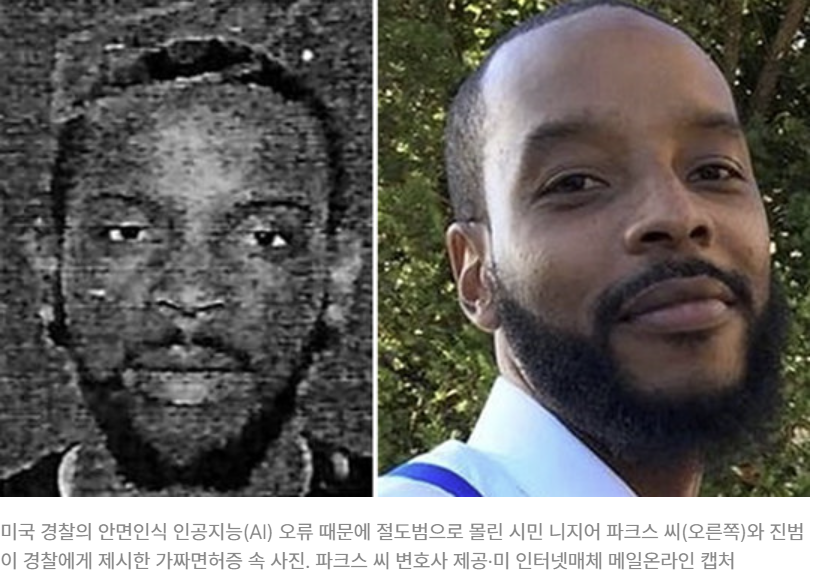 미국 경찰의 안면인식 인공지능(AI) 오류 때문에 절도범으로 몰린 시민 니지어 파크스 씨(오른쪽)와 진범
이 경찰에게 제시한 가짜면허증 속 사진. 파크스 씨 변호사 제공·미 인터넷매체 메일온라인 캡처